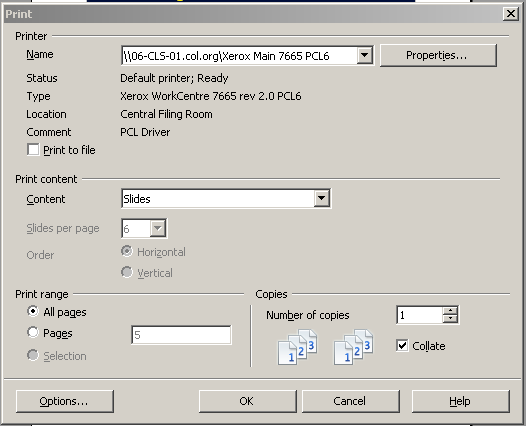 Print
Printer
Name \\06-CLS-01.col.org\Xerox Main 7665 PCL6 Properties...
Status Default printer; Ready
Type Xerox WorkCentre 7665 rev 2.0 PCL6
Location Central Filing Room
Comment PCL Driver
Print to file
Print content
Content Slides
Slides per page 6
Order Horizontal
Vertical
Print range Copies
All pages Number of copies 1
Pages 5
1 2 3 1 2 3 Collate
Selection
Options... OK Cancel Help